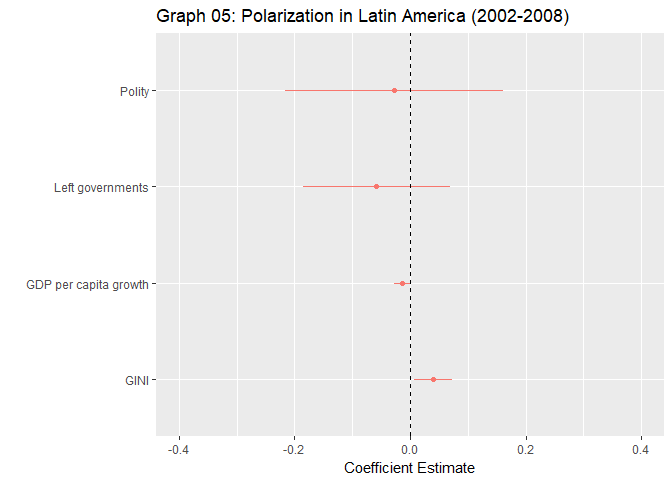 Graph 05: Polarization in Latin America (2002-2008)
Polity
Left governments
GDP per capita growth
GINI
-0.4 -0.2 0.0 0.2 0.4
Coefficient Estimate